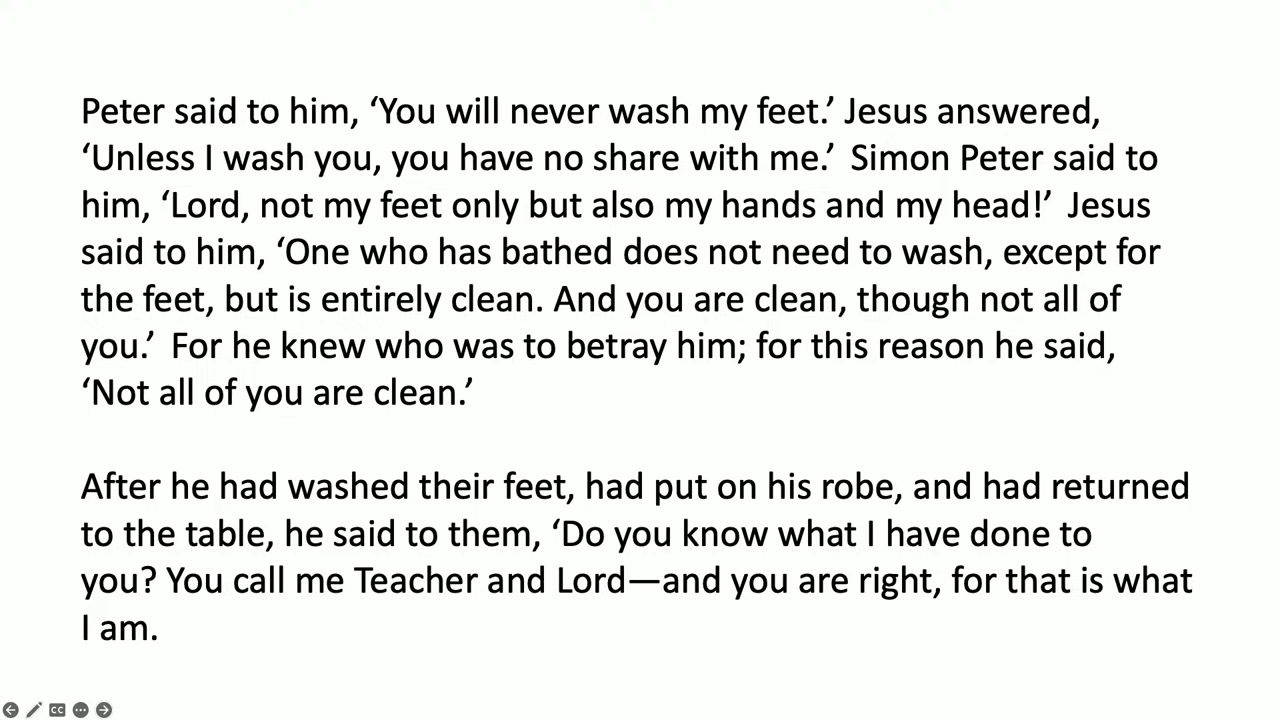 Peter said to him, ‘You will never wash my feet.’ Jesus answered,
‘Unless I wash you, you have no share with me.’  Simon Peter said to
him, ‘Lord, not my feet only but also my hands and my head!’  Jesus
said to him, ‘One who has bathed does not need to wash, except for
the feet, but is entirely clean. And you are clean, though not all of
you.’  For he knew who was to betray him; for this reason he said,
‘Not all of you are clean.’
After he had washed their feet, had put on his robe, and had returned
to the table, he said to them, ‘Do you know what I have done to
you? You call me Teacher and Lord—and you are right, for that is what
I am.
CC